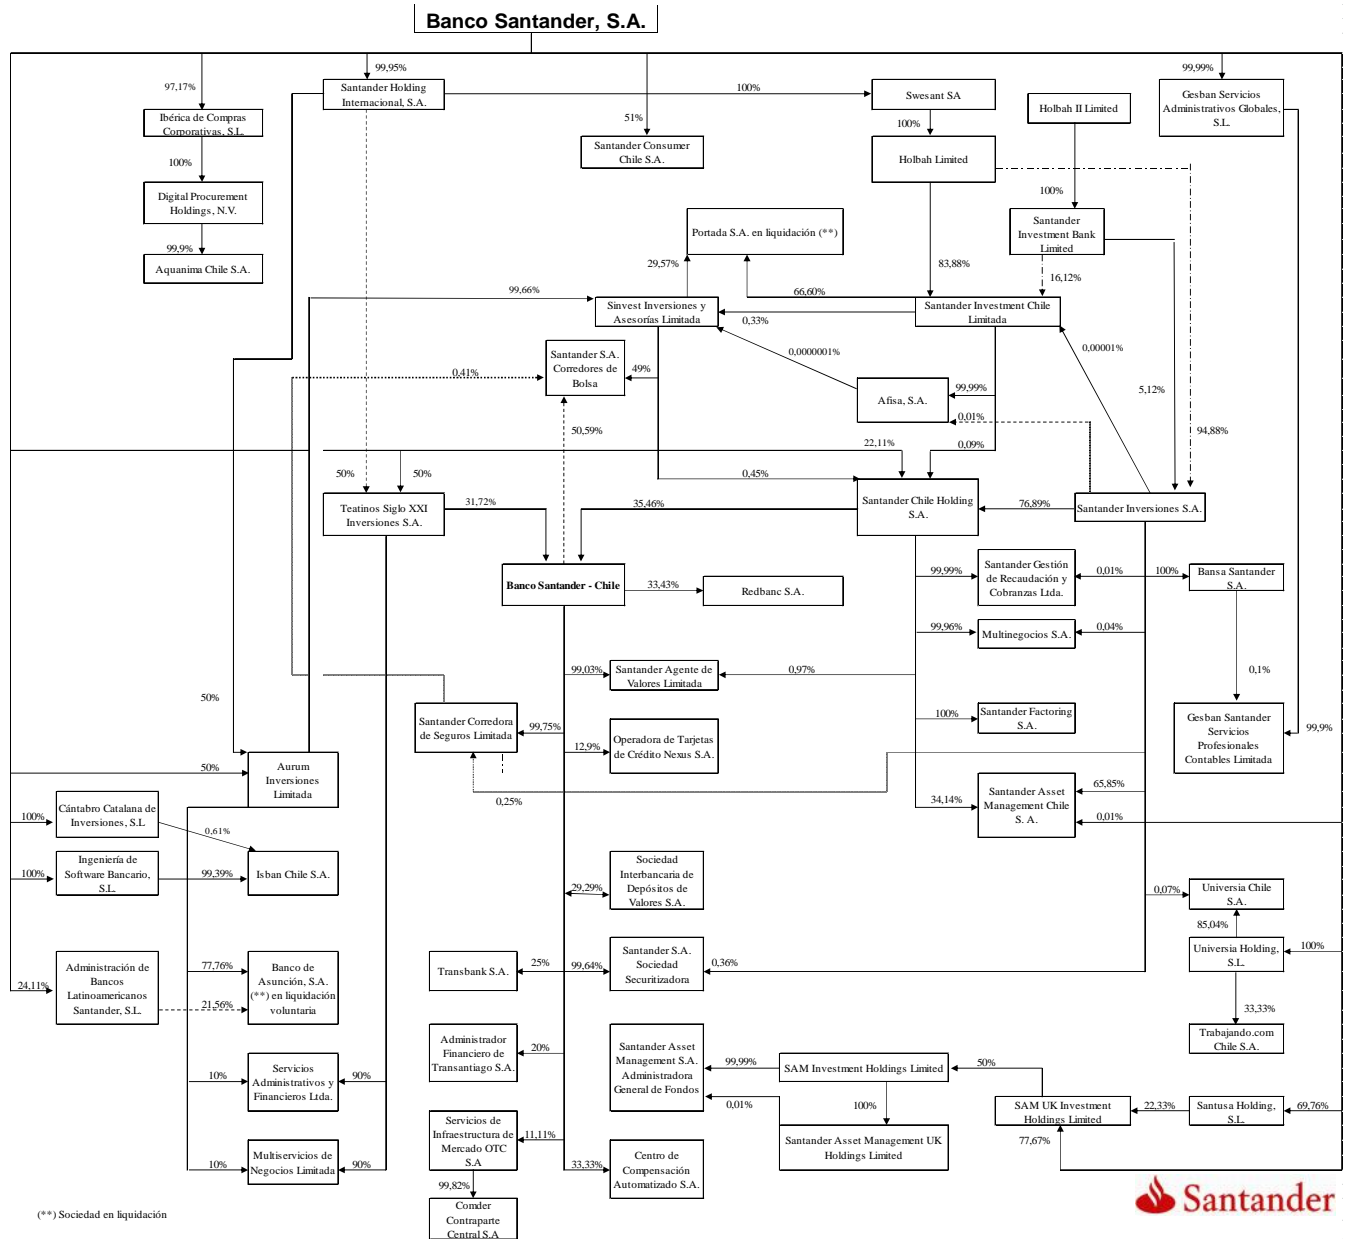 Banco Santander, S.A.
97,17%
99,95%
99,99%
Santander Holding
Internacional, S.A.
100%
Swesant SA
Holbah II Limited
Gesban Servicios
Administrativos Globales,
S.L.
Ibérica de Compras
Corporativas, S.L.
51%
100%
Santander Consumer
Chile S.A.
Holbah Limited
100%
100%
Digital Procurement
Holdings, N.V.
Portada S.A. en liquidación (**)
Santander
Investment Bank
Limited
99,9%
Aquanima Chile S.A.
29,57%
83,88%
16,12%
99,66%
66,60%
Sinvest Inversiones y
Asesorías Limitada
0,33%
Santander Investment Chile
Limitada
0,0000001%
0,00001%
Santander S.A.
Corredores de
Bolsa
0,41%
49%
Afisa, S.A.
99,99%
0,01%
5,12%
50,59%
94,88%
22,11%
0,09%
50%
50%
0,45%
Teatinos Siglo XXI
Inversiones S.A.
31,72%
35,46%
Santander Chile Holding
S.A.
76,89%
Santander Inversiones S.A.
Banco Santander - Chile
33,43%
Redbanc S.A.
99,99%
Santander Gestión
de Recaudación y
Cobranzas Ltda.
0,01%
100%
Bansa Santander
S.A.
99,96%
Multinegocios S.A.
0,04%
99,03%
Santander Agente de
Valores Limitada
0,97%
0,1%
50%
Santander Corredora
de Seguros Limitada
99,75%
100%
Santander Factoring
S.A.
Gesban Santander
Servicios
Profesionales
Contables Limitada
99,9%
12,9%
Operadora de Tarjetas
de Crédito Nexus S.A.
50%
Aurum
Inversiones
Limitada
0,25%
34,14%
Santander Asset
Management Chile
S. A.
65,85%
0,01%
100%
Cántabro Catalana de
Inversiones, S.L
0,61%
100%
Ingeniería de
Software Bancario,
S.L.
99,39%
Isban Chile S.A.
29,29%
Sociedad
Interbancaria de
Depósitos de
Valores S.A.
0,07%
Universia Chile
S.A.
85,04%
24,11%
Administración de
Bancos
Latinoamericanos
Santander, S.L.
77,76%
21,56%
Banco de
Asunción, S.A.
(**) en liquidación
voluntaria
Transbank S.A.
25%
99,64%
Santander S.A.
Sociedad
Securitizadora
0,36%
Universia Holding,
S.L.
100%
33,33%
Trabajando.com
Chile S.A.
10%
Servicios
Administrativos y
Financieros Ltda.
90%
Administrador
Financiero de
Transantiago S.A.
20%
Santander Asset
Management S.A.
Administradora
General de Fondos
99,99%
0,01%
SAM Investment Holdings Limited
50%
100%
Santander Asset Management UK
Holdings Limited
SAM UK Investment
Holdings Limited
22,33%
77,67%
Santusa Holding,
S.L.
69,76%
10%
Multiservicios de
Negocios Limitada
90%
Servicios de
Infraestructura de
Mercado OTC
S.A
11,11%
33,33%
Centro de
Compensación
Automatizado S.A.
99,82%
Comder
Contraparte
Central S.A
Santander
(**) Sociedad en liquidación